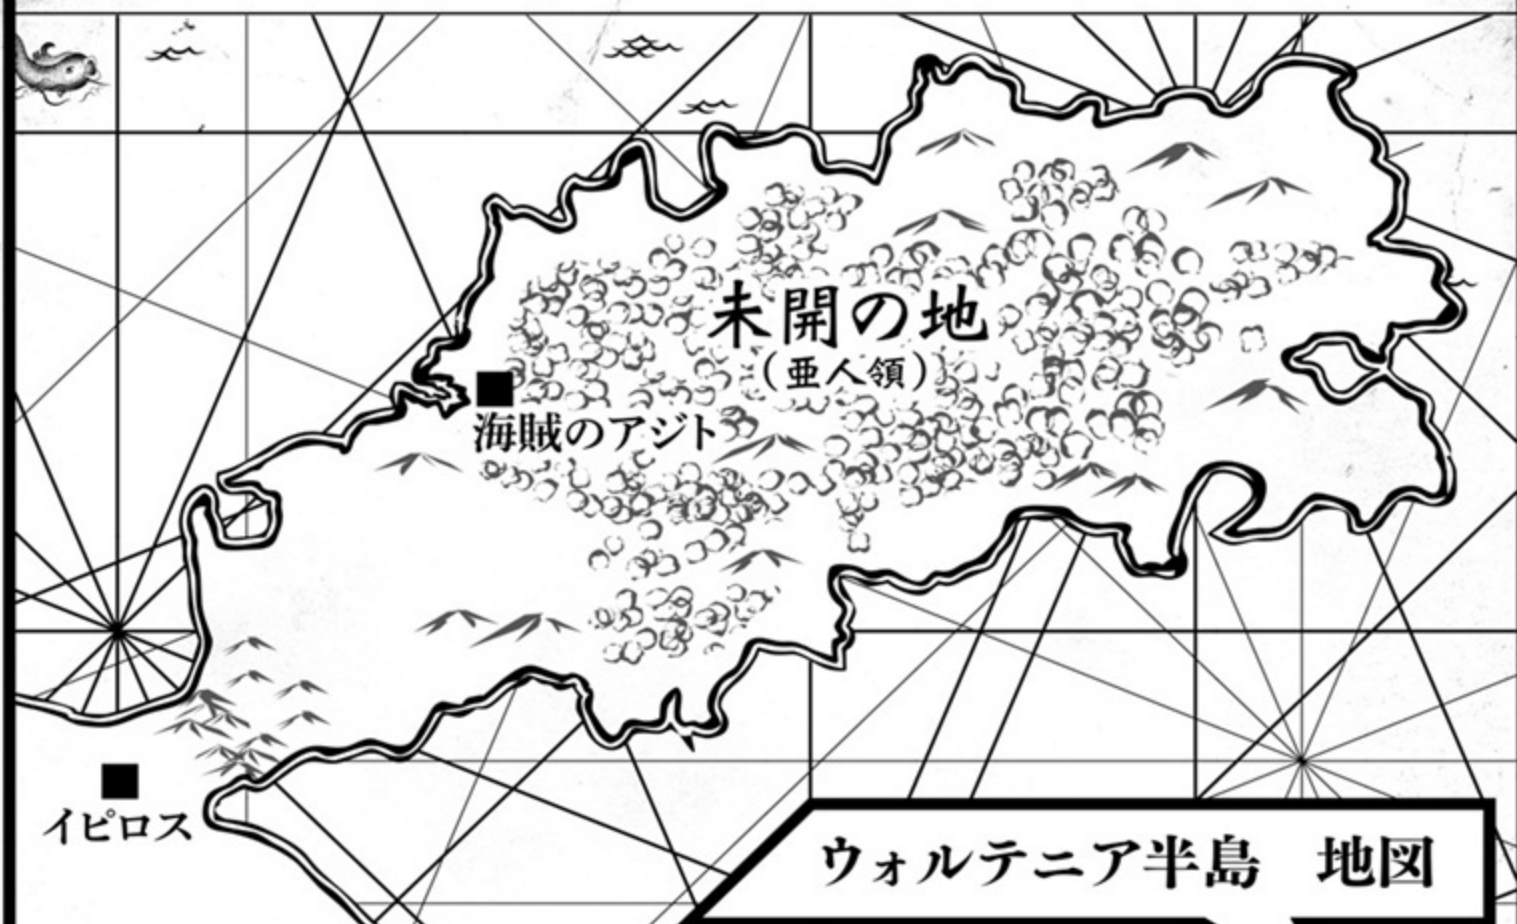 未開の地
（亜人領）
海賊のアジト
イピロス
ウォルテニア半島　地図